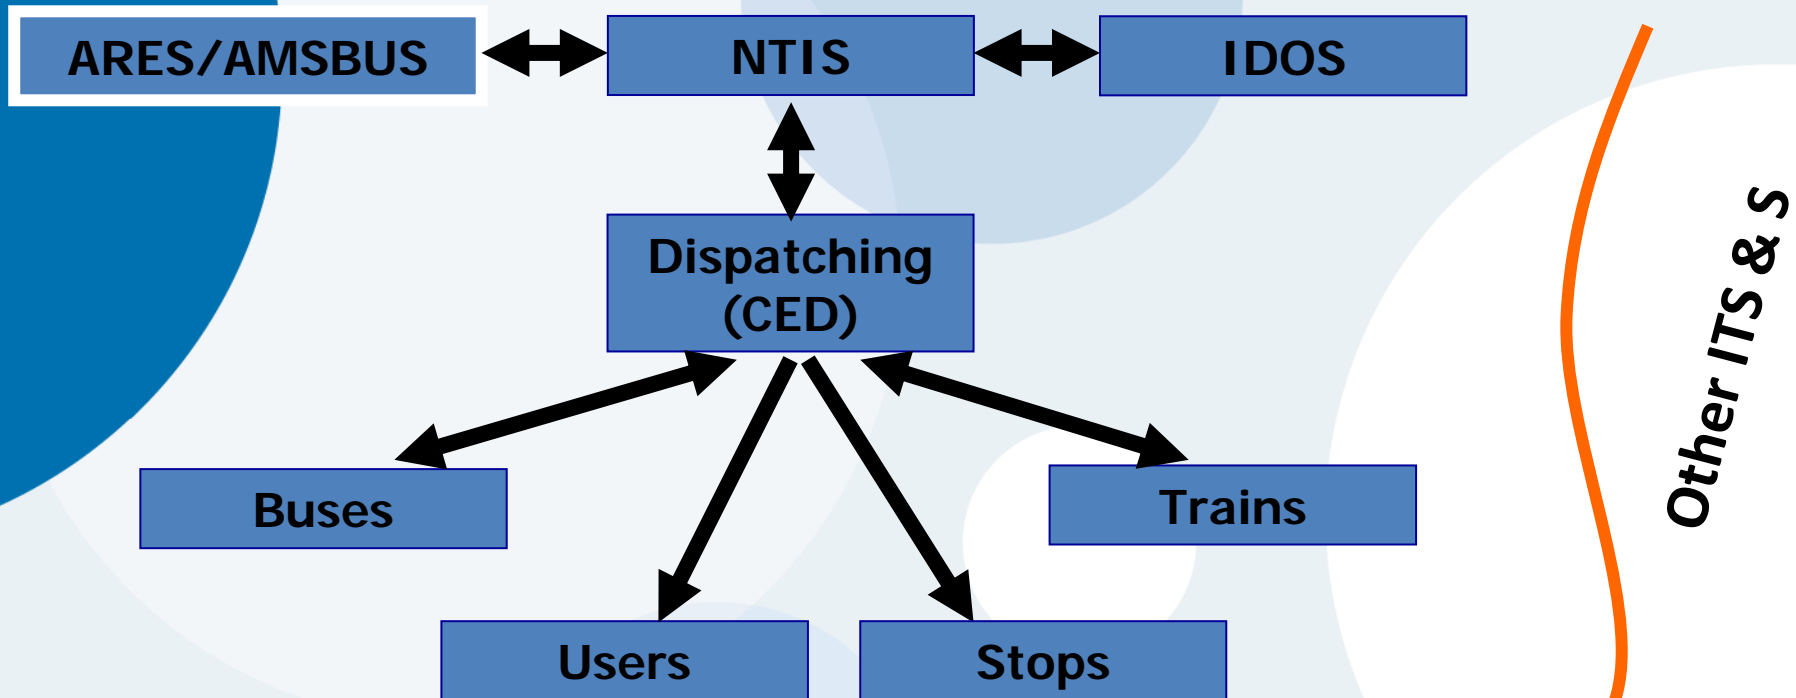 ARES/AMSBUS
NTIS
IDOS
Dispatching
(CED)
Buses
Trains
Users
Stops
Other ITS & S